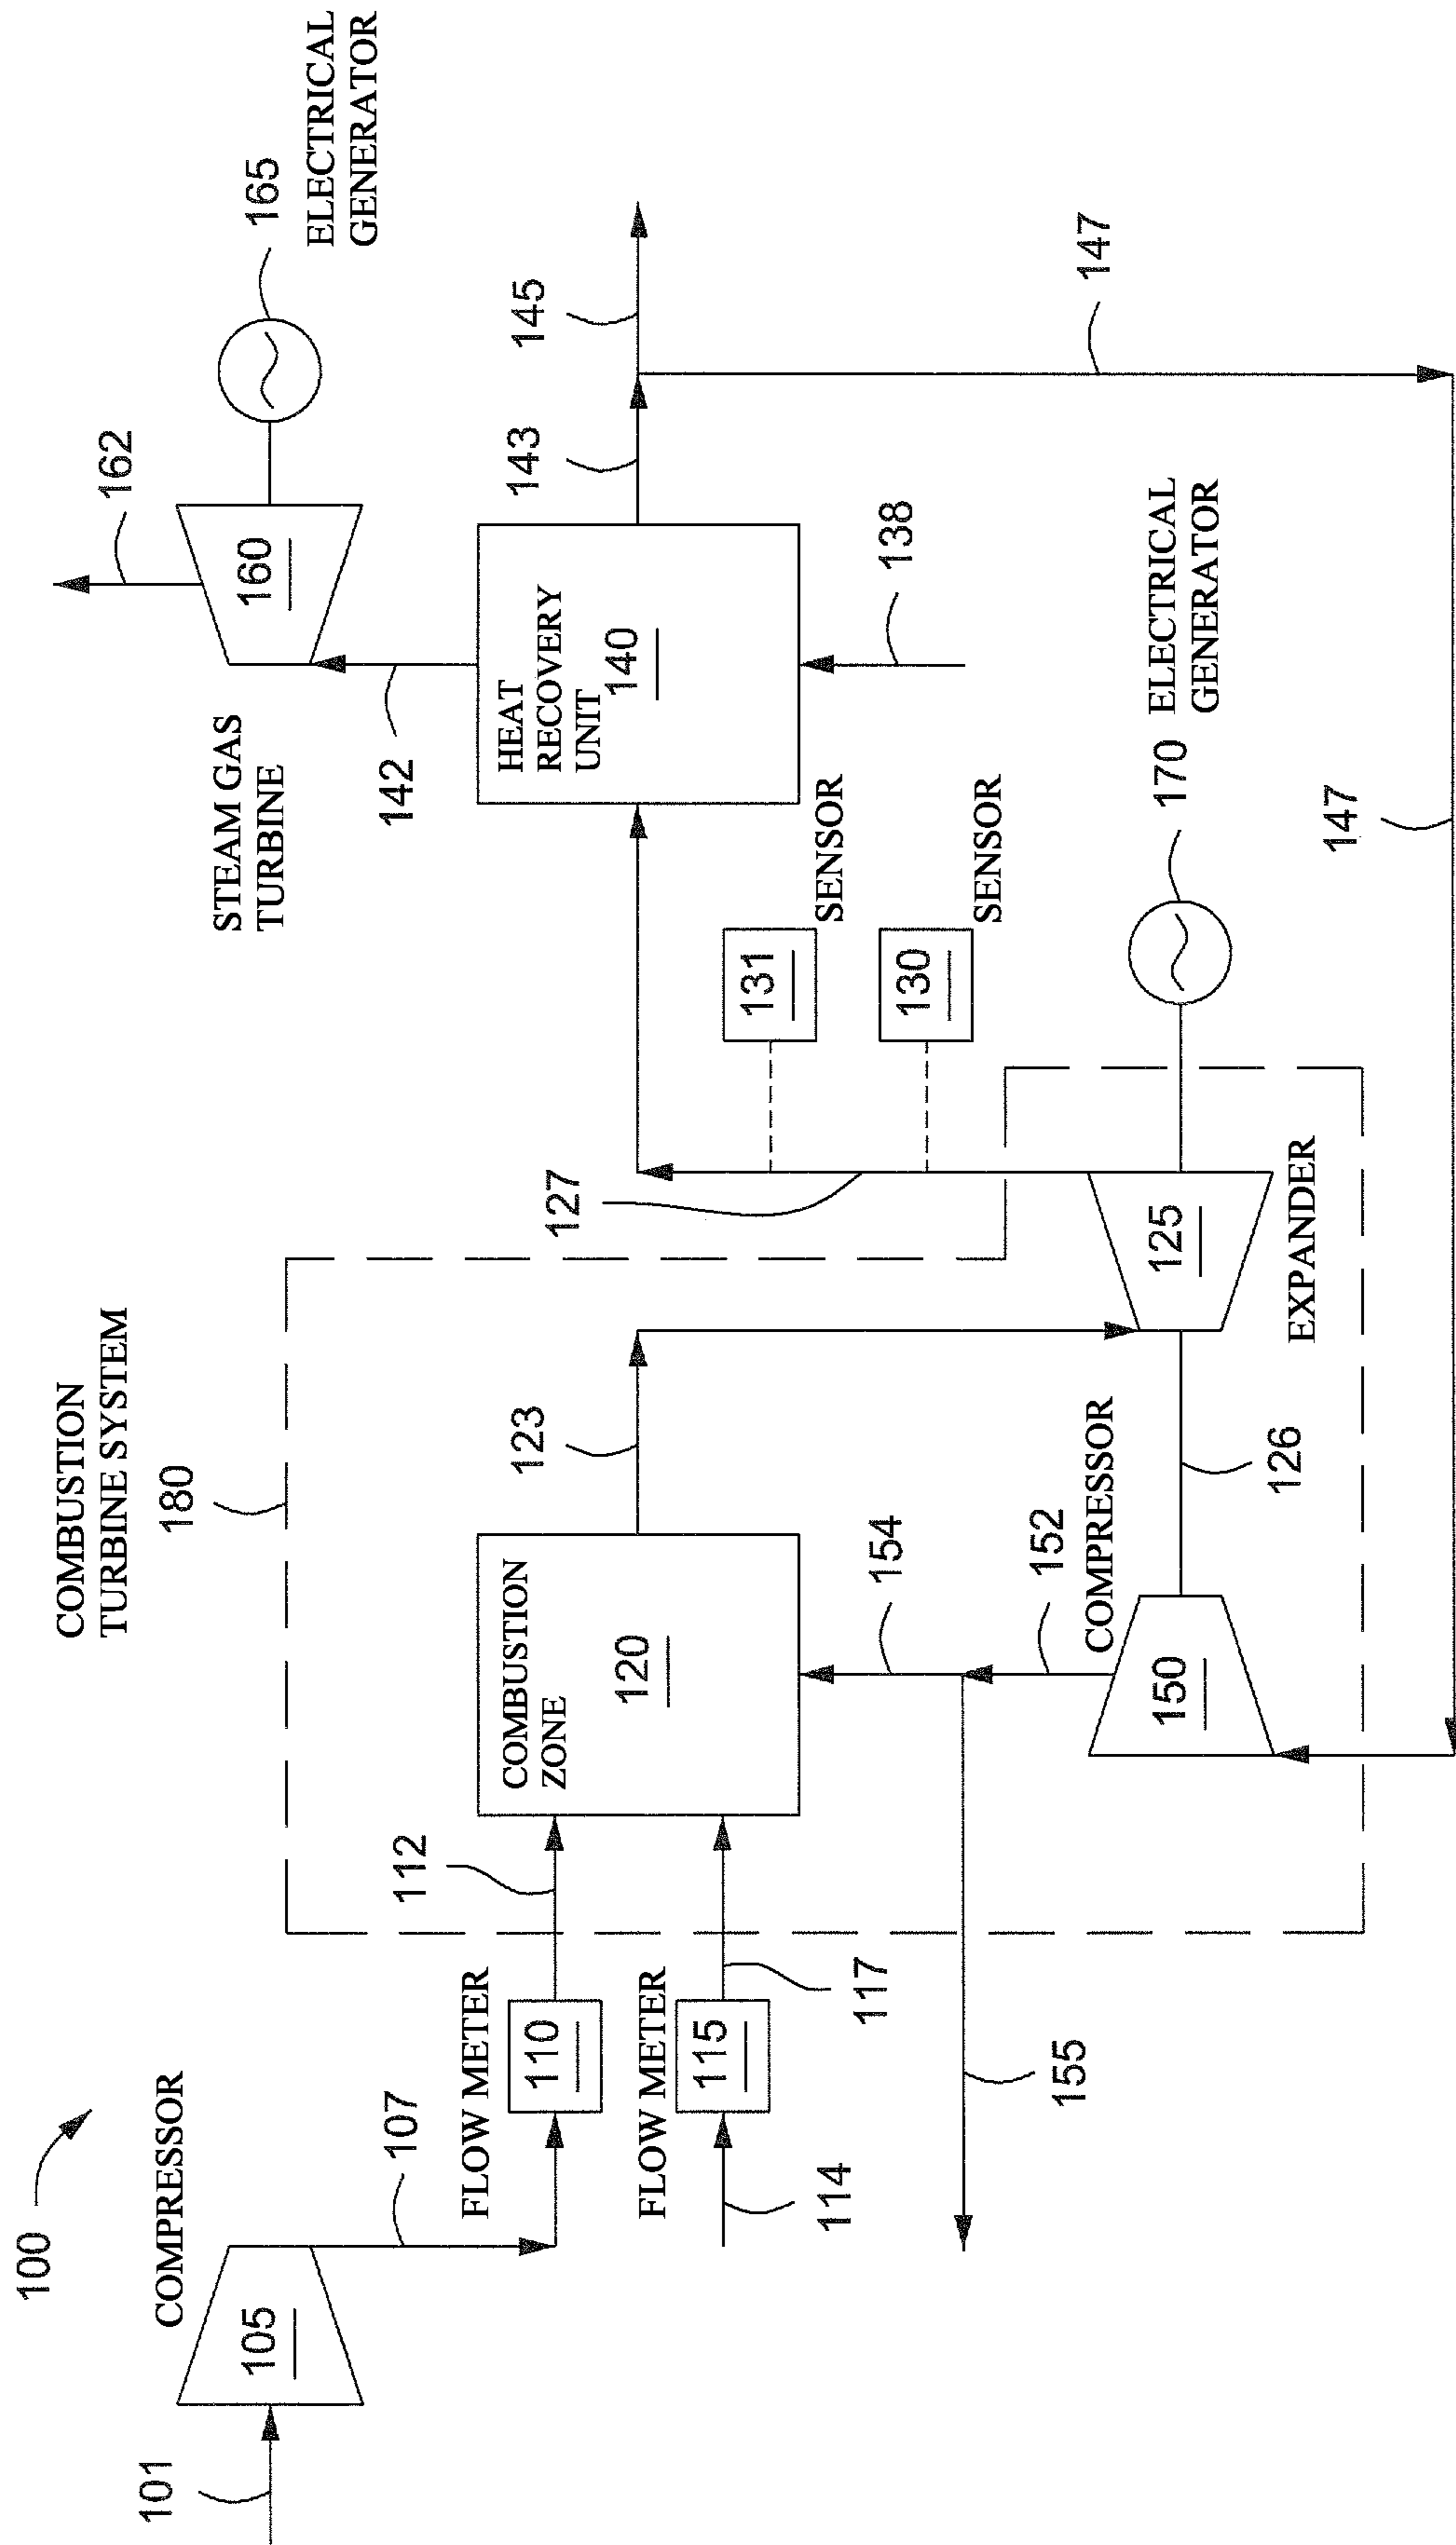 100
COMBUSTION
TURBINE SYSTEM
180
162
STEAM GAS
TURBINE
160
165
ELECTRICAL
GENERATOR
COMPRESSOR
101
105
107
142
FLOW METER
110
112
COMBUSTION
ZONE
120
123
HEAT
RECOVERY
UNIT
140
143
145
FLOW METER
114
115
117
127
131
SENSOR
130
SENSOR
138
154
152
155
COMPRESSOR
150
126
125
EXPANDER
170
ELECTRICAL
GENERATOR
147
147